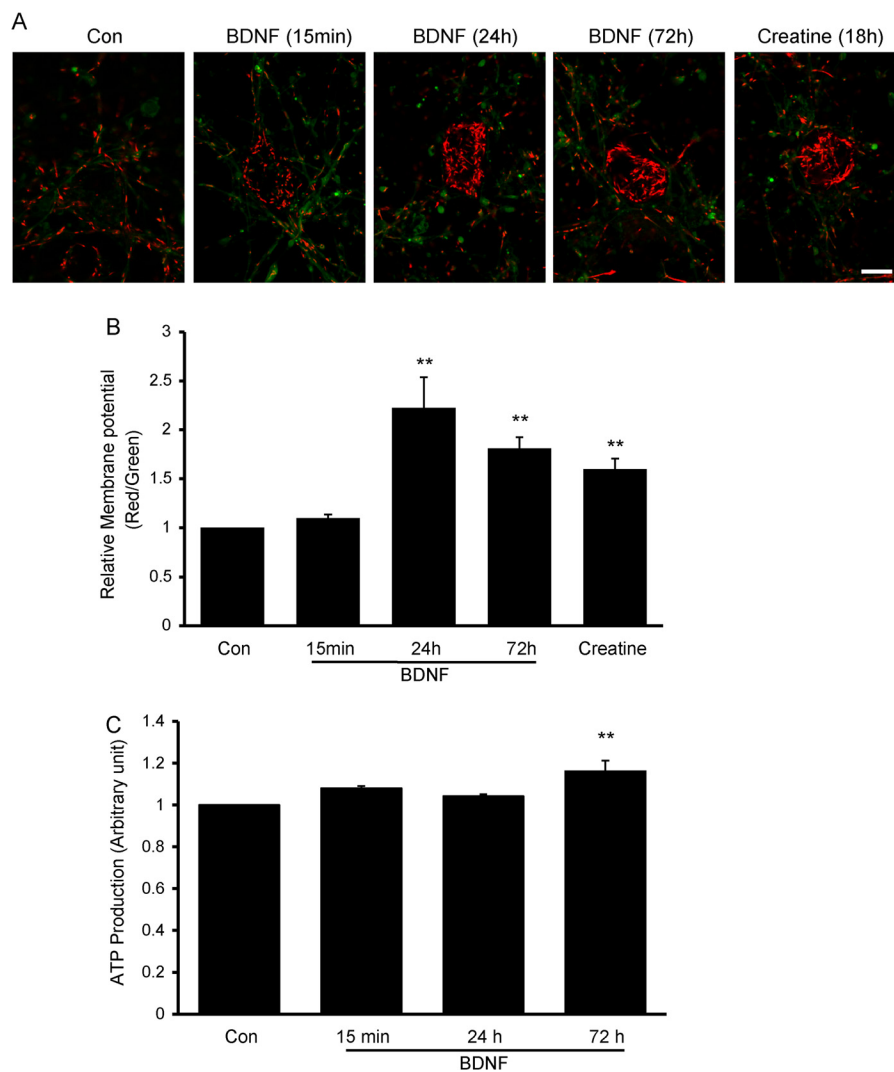 A
Con BDNF (15min) BDNF (24h) BDNF (72h) Creatine (18h)
B
Relative Membrane potential
(Red/Green)
3
2.5
2
1.5
1
0.5
0
**
**
**
Con 15min 24h 72h Creatine
BDNF
C
ATP Production (Arbitrary unit)
1.4
1.2
1
0.8
0.6
0.4
0.2
0
**
Con 15 min 24 h 72 h
BDNF